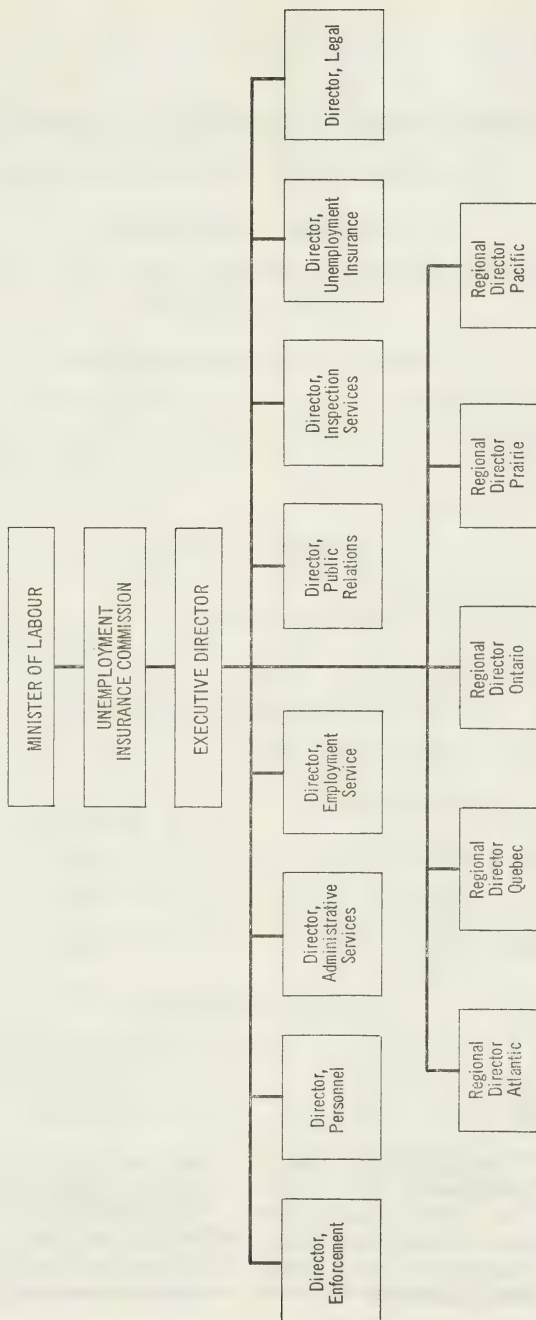 MINISTER OF LABOUR
UNEMPLOYMENT
INSURANCE COMMISSION
EXECUTIVE DIRECTOR
Director,
Enforcement
Director,
Personnel
Director,
Administrative
Services
Director,
Employment
Service
Director,
Public
Relations
Director,
Inspection
Services
Director,
Unemployment
Insurance
Director, Legal
Regional
Director
Atlantic
Regional
Director
Quebec
Regional
Director
Ontario
Regional
Director
Prairie
Regional
Director
Pacific